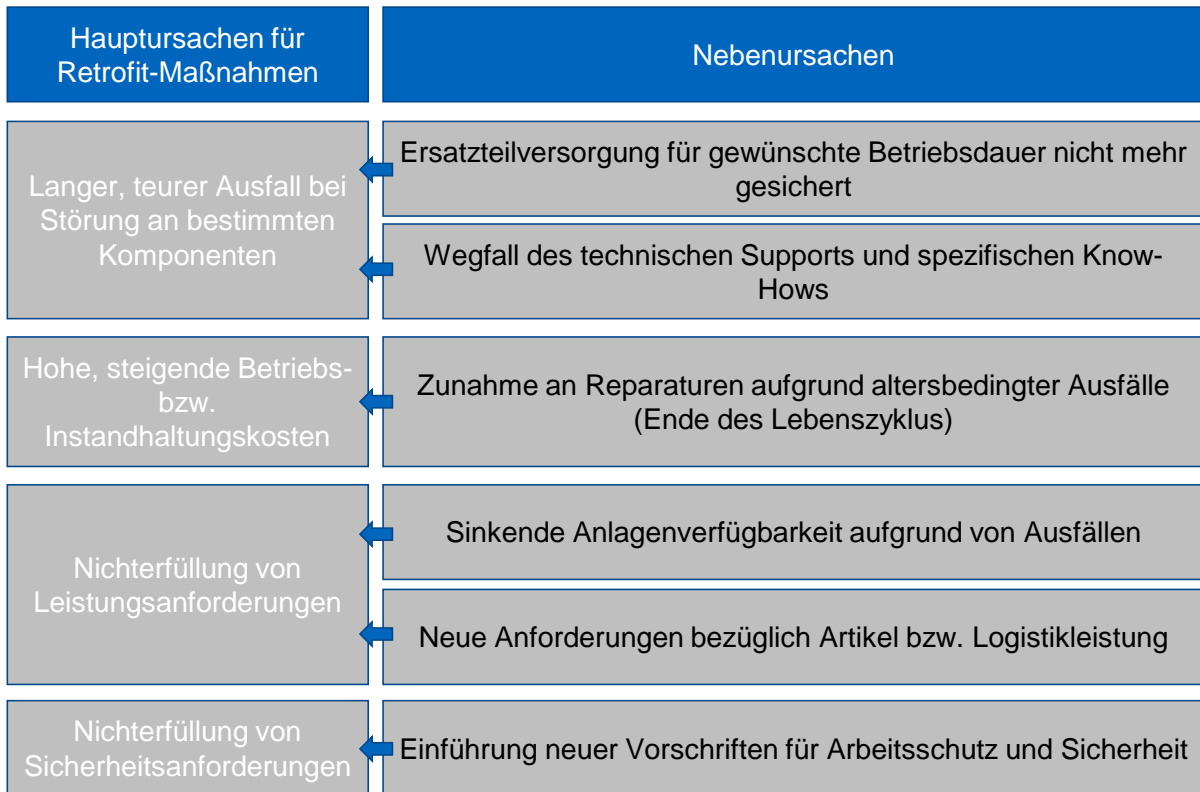 Hauptursachen für
Retrofit-Maßnahmen
Nebenursachen
Langer, teurer Ausfall bei
Störung an bestimmten
Komponenten
Ersatzteilversorgung für gewünschte Betriebsdauer nicht mehr
gesichert
Wegfall des technischen Supports und spezifischen Know-
Hows
Hohe, steigende Betriebs-
bzw.
Instandhaltungskosten
Zunahme an Reparaturen aufgrund altersbedingter Ausfälle
(Ende des Lebenszyklus)
Nichterfüllung von
Leistungsanforderungen
Sinkende Anlagenverfügbarkeit aufgrund von Ausfällen
Neue Anforderungen bezüglich Artikel bzw. Logistikleistung
Nichterfüllung von
Sicherheitsanforderungen
Einführung neuer Vorschriften für Arbeitsschutz und Sicherheit